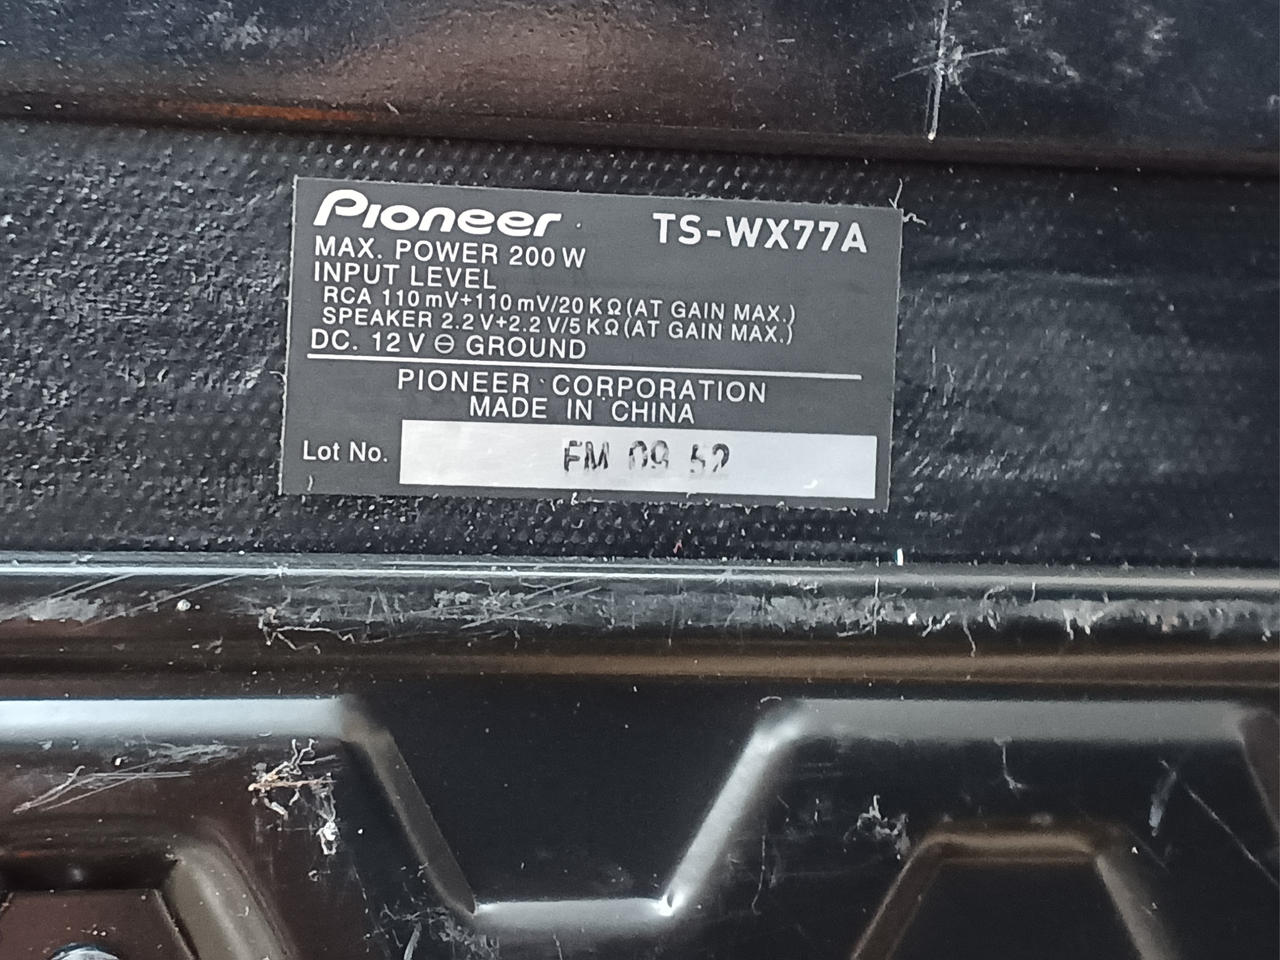 Pioneer TS-WX77A
MAX. POWER 200 W
INPUT LEVEL
RCA 110 mV+110 mV/20 KΩ (AT GAIN MAX.)
SPEAKER 2.2 V+2.2 V/5 KΩ (AT GAIN MAX.)
DC. 12 V ⊖ GROUND
PIONEER CORPORATION
MADE IN CHINA
Lot No. FM 09 52